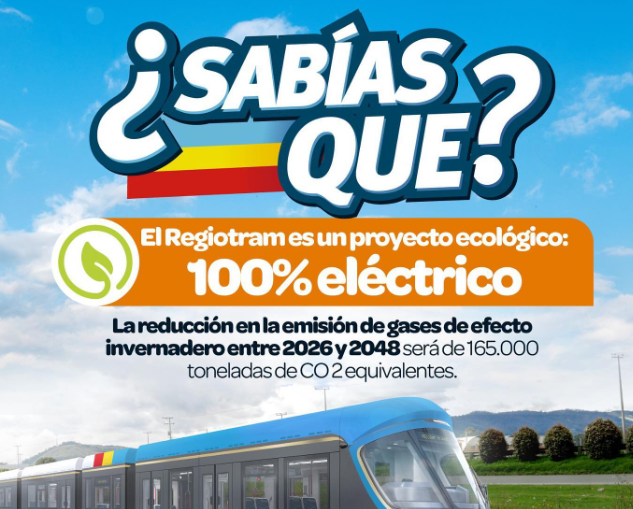 ¿SABÍAS
QUE?
El Regiotram es un proyecto ecológico:
100% eléctrico
La reducción en la emisión de gases de efecto
invernadero entre 2026 y 2048 será de 165.000
toneladas de CO 2 equivalentes.